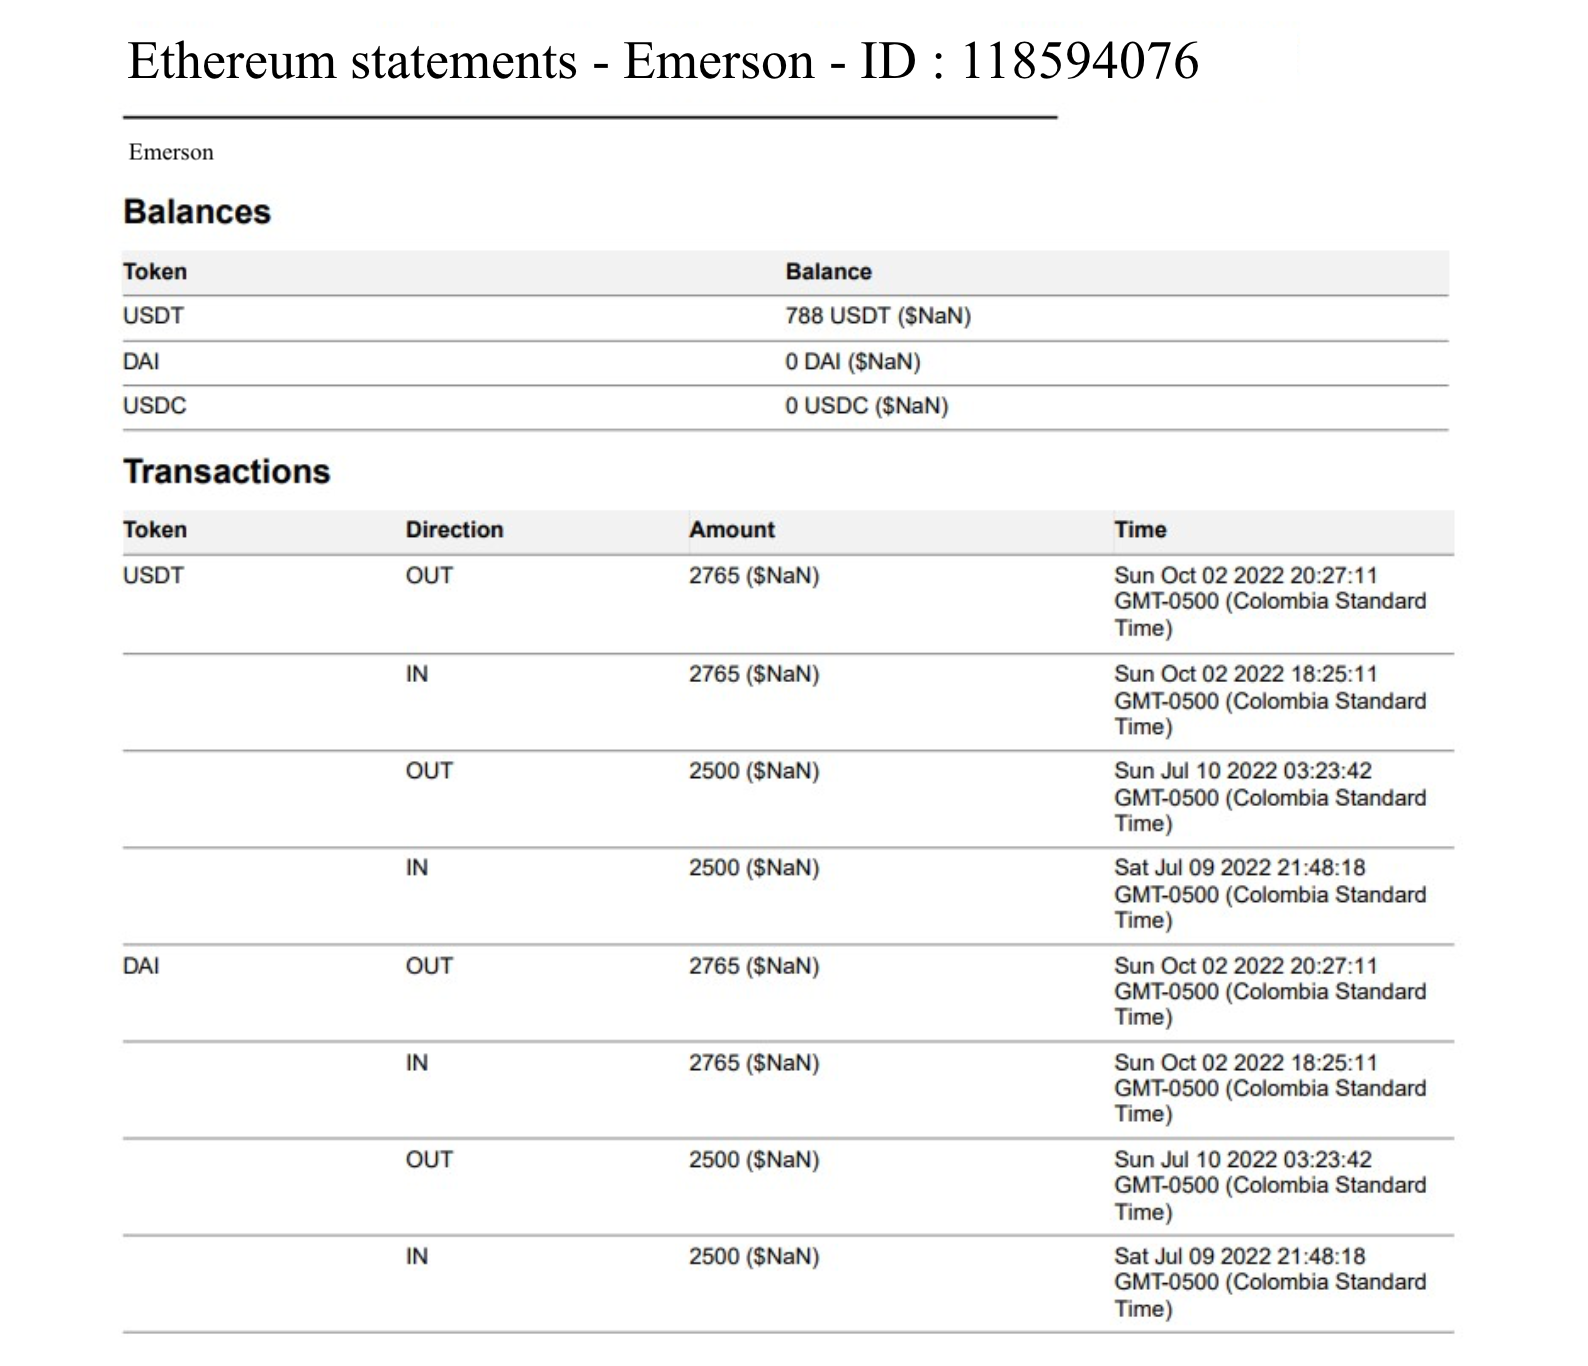 Ethereum statements - Emerson - ID : 118594076
Emerson
Balances
Token Balance
USDT 788 USDT ($NaN)
DAI 0 DAI ($NaN)
USDC 0 USDC ($NaN)
Transactions
Token Direction Amount Time
USDT OUT 2765 ($NaN) Sun Oct 02 2022 20:27:11
GMT-0500 (Colombia Standard
Time)
IN 2765 ($NaN) Sun Oct 02 2022 18:25:11
GMT-0500 (Colombia Standard
Time)
OUT 2500 ($NaN) Sun Jul 10 2022 03:23:42
GMT-0500 (Colombia Standard
Time)
IN 2500 ($NaN) Sat Jul 09 2022 21:48:18
GMT-0500 (Colombia Standard
Time)
DAI OUT 2765 ($NaN) Sun Oct 02 2022 20:27:11
GMT-0500 (Colombia Standard
Time)
IN 2765 ($NaN) Sun Oct 02 2022 18:25:11
GMT-0500 (Colombia Standard
Time)
OUT 2500 ($NaN) Sun Jul 10 2022 03:23:42
GMT-0500 (Colombia Standard
Time)
IN 2500 ($NaN) Sat Jul 09 2022 21:48:18
GMT-0500 (Colombia Standard
Time)